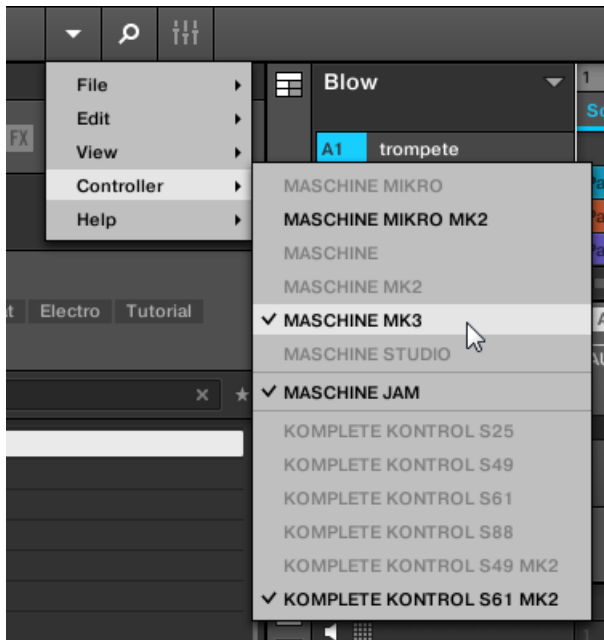 File
Edit
View
Controller
Help
FX
Blow
1
A1 trompete
MASCHINE MIKRO
MASCHINE MIKRO MK2
MASCHINE
MASCHINE MK2
MASCHINE MK3
MASCHINE STUDIO
MASCHINE JAM
KOMPLETE KONTROL S25
KOMPLETE KONTROL S49
KOMPLETE KONTROL S61
KOMPLETE KONTROL S88
KOMPLETE KONTROL S49 MK2
KOMPLETE KONTROL S61 MK2
Electro Tutorial